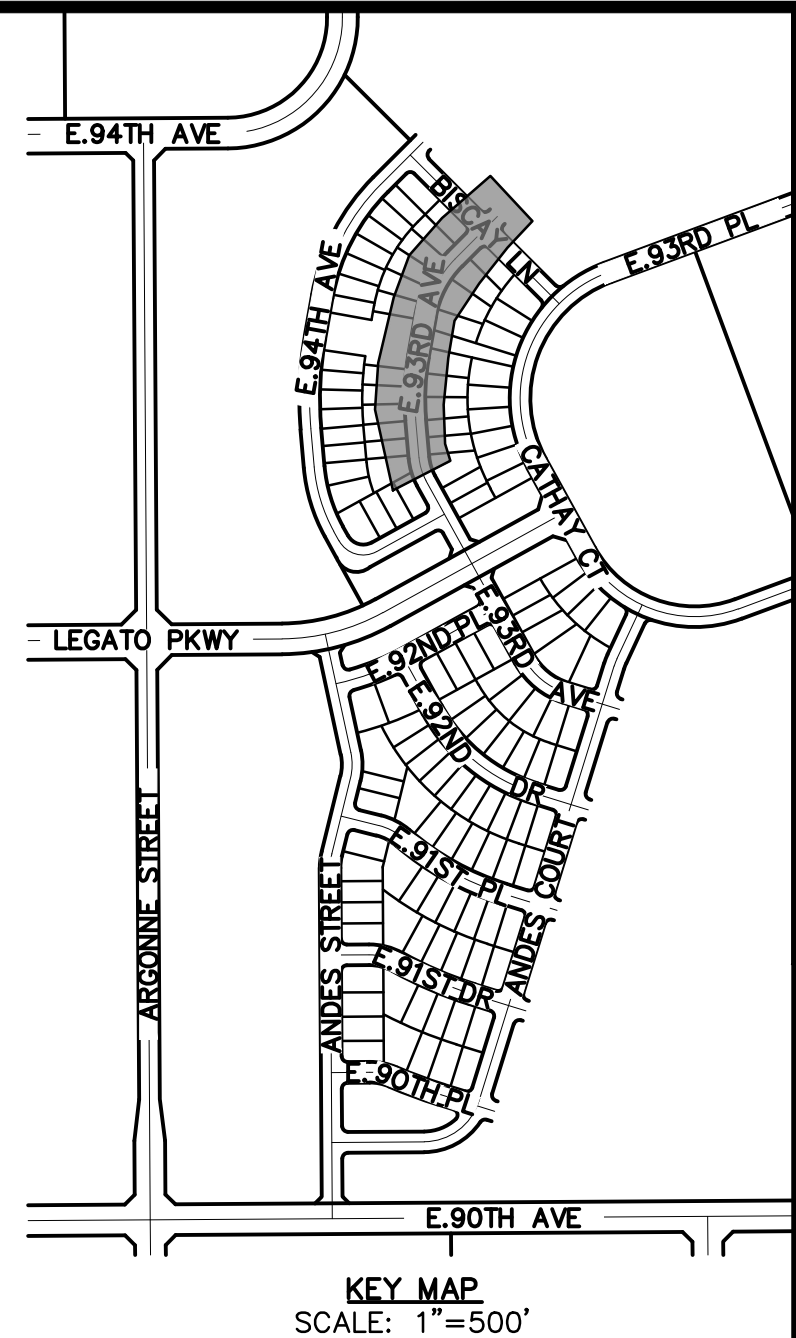 E.94TH AVE
BISCAY LN
E.93RD PL
E.94TH AVE
E.93RD AVE
CATHAY CT
LEGATO PKWY
E.92ND PL
E.93RD AVE
E.92ND DR
ARGONNE STREET
ANDES STREET
E.91ST PL
ANDES COURT
E.91ST DR
E. 90TH PL
E.90TH AVE
KEY MAP
SCALE: 1"=500'